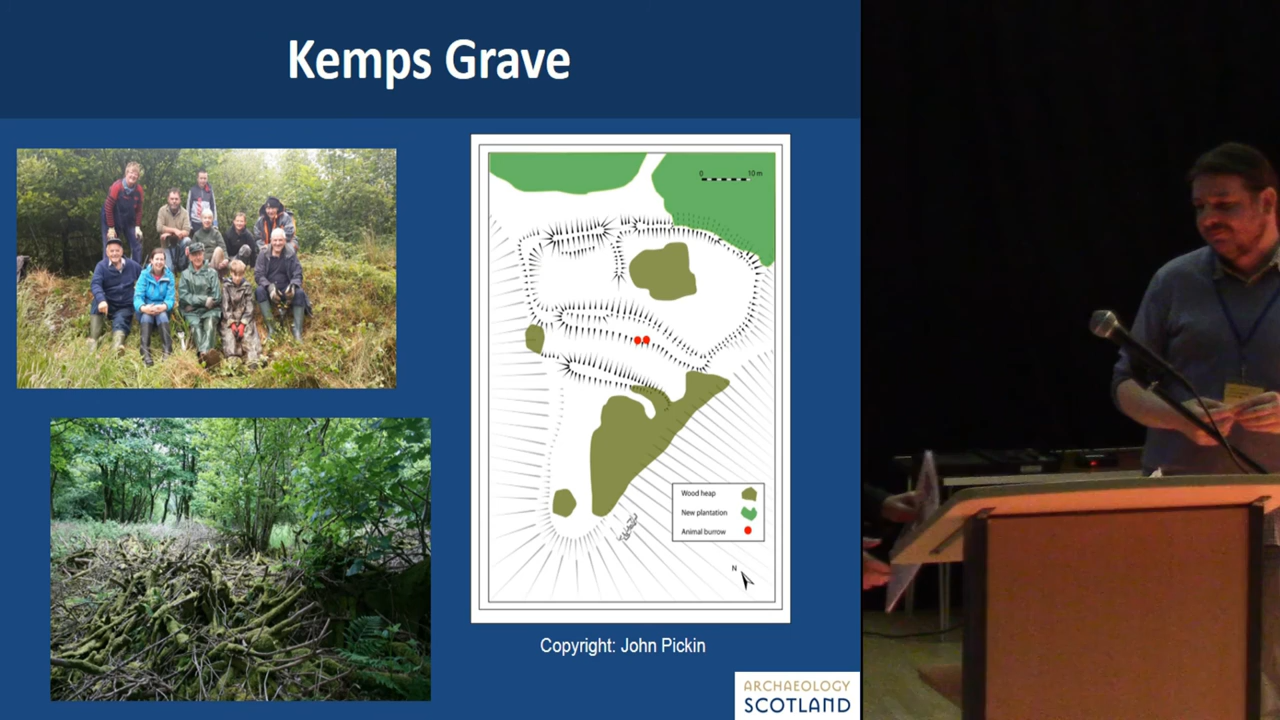 Kemps Grave
0 10 m
Wood heap
New plantation
Animal burrow
N
Copyright: John Pickin
ARCHAEOLOGY
SCOTLAND